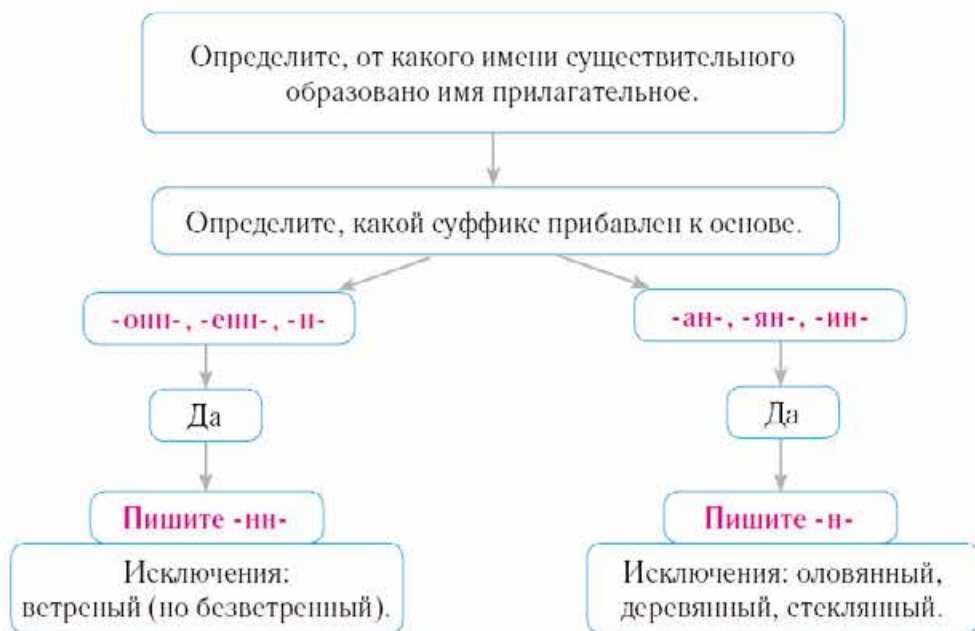 Определите, от какого имени существительного
образовано имя прилагательное.
Определите, какой суффикс прибавлен к основе.
-онн-, -енн-, -н-
-ан-, -ян-, -ин-
Да
Да
Пишите -нн-
Пишите -н-
Исключения:
ветреный (но безветренный).
Исключения: оловянный,
деревянный, стеклянный.